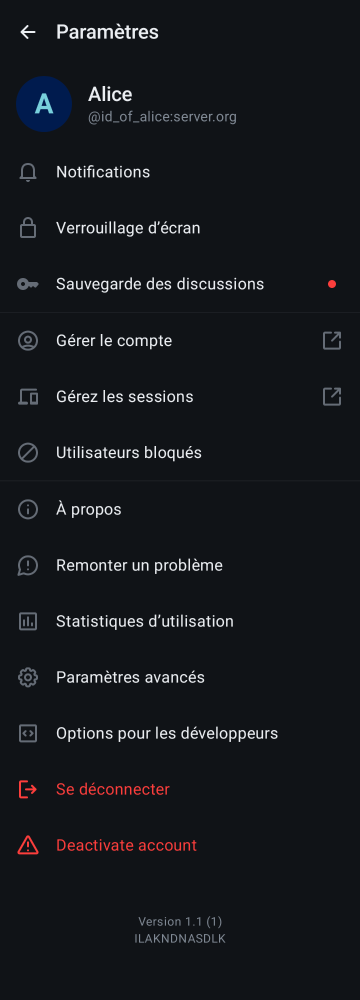 Paramètres
A
Alice
@id_of_alice:server.org
Notifications
Verrouillage d’écran
Sauvegarde des discussions
Gérer le compte
Gérez les sessions
Utilisateurs bloqués
À propos
Remonter un problème
Statistiques d’utilisation
Paramètres avancés
Options pour les développeurs
Se déconnecter
Deactivate account
Version 1.1 (1)
ILAKNDNASDLK